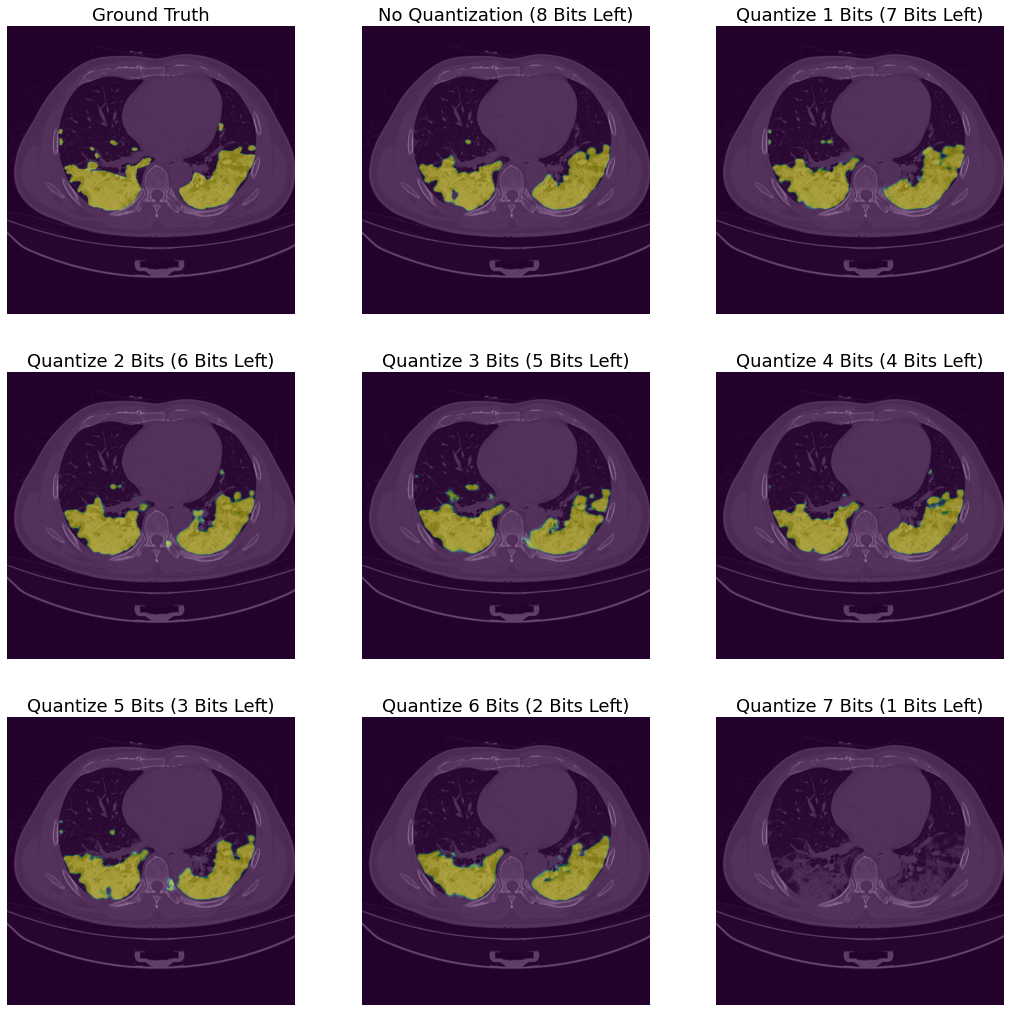 Ground Truth
No Quantization (8 Bits Left)
Quantize 1 Bits (7 Bits Left)
Quantize 2 Bits (6 Bits Left)
Quantize 3 Bits (5 Bits Left)
Quantize 4 Bits (4 Bits Left)
Quantize 5 Bits (3 Bits Left)
Quantize 6 Bits (2 Bits Left)
Quantize 7 Bits (1 Bits Left)